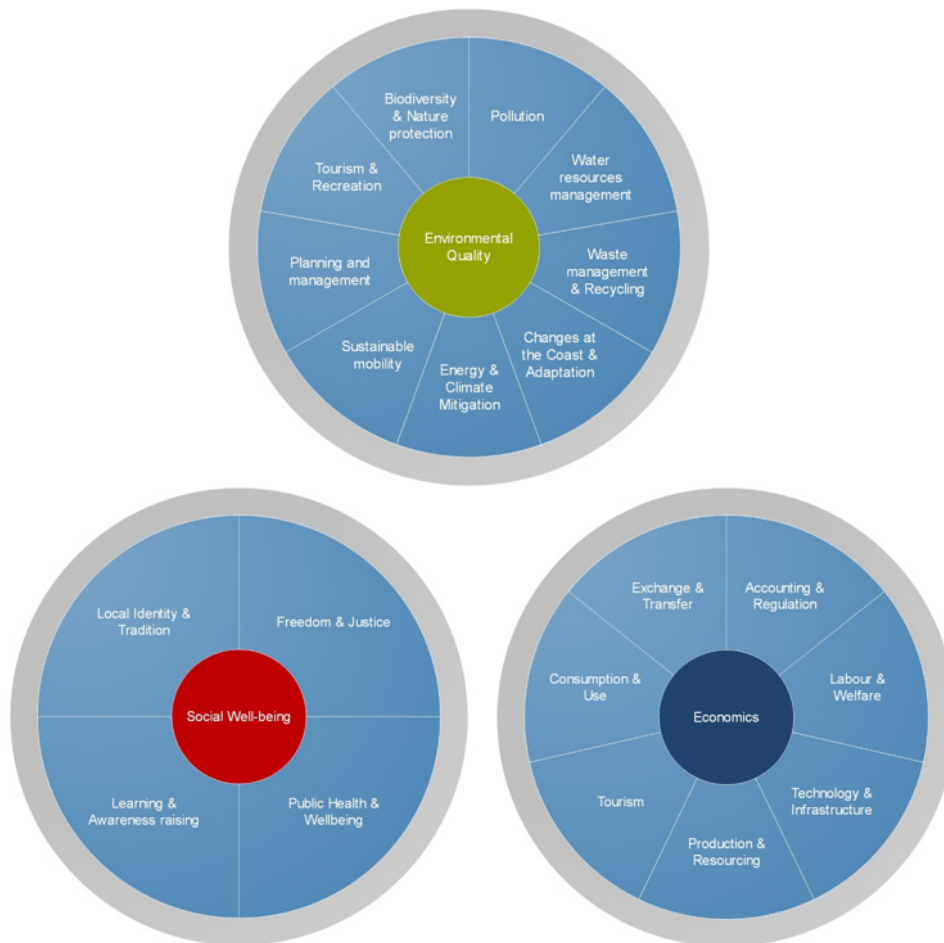 Biodiversity
& Nature
protection
Pollution
Water
resources
management
Waste
management
& Recycling
Changes at
the Coast &
Adaptation
Energy &
Climate
Mitigation
Sustainable
mobility
Planning and
management
Tourism &
Recreation
Environmental
Quality
Local Identity &
Tradition
Freedom & Justice
Public Health &
Wellbeing
Learning &
Awareness raising
Social Well-being
Exchange &
Transfer
Accounting &
Regulation
Labour &
Welfare
Technology &
Infrastructure
Production &
Resourcing
Tourism
Consumption &
Use
Economics